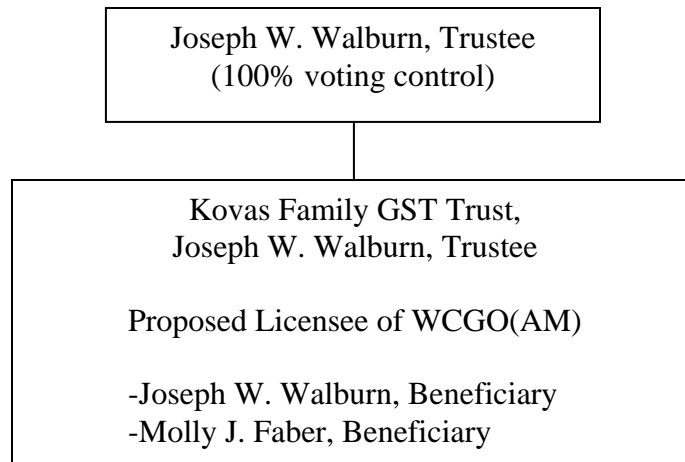 Joseph W. Walburn, Trustee
(100% voting control)
Kovas Family GST Trust,
Joseph W. Walburn, Trustee
Proposed Licensee of WCGO(AM)
-Joseph W. Walburn, Beneficiary
-Molly J. Faber, Beneficiary